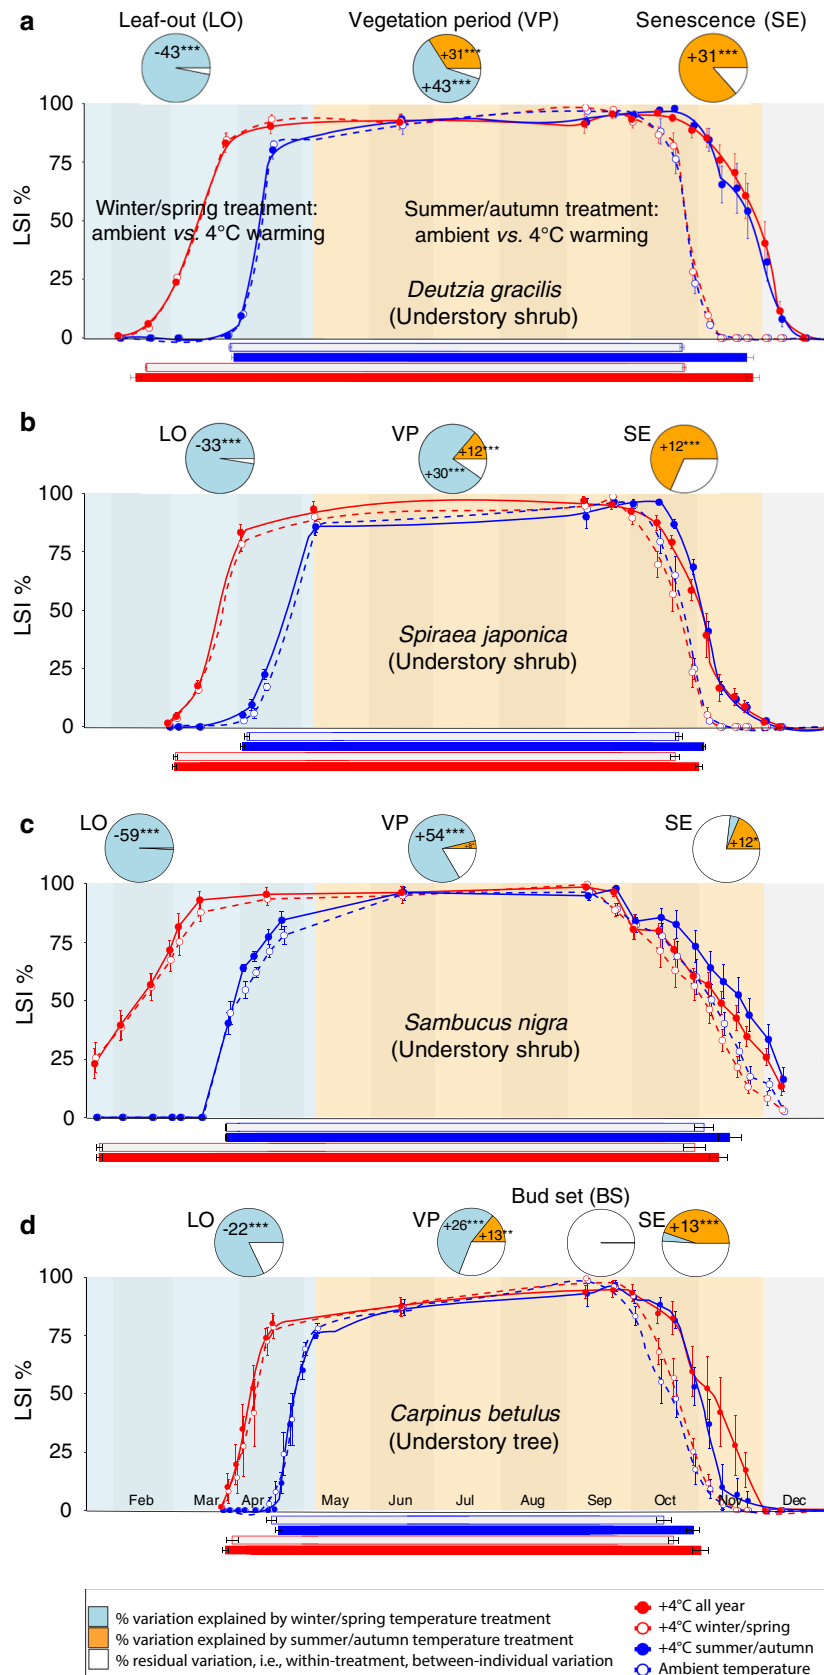 a
Leaf-out (LO)
Vegetation period (VP)
Senescence (SE)
-43***
+31***
+43***
+31***
100
75
50
25
0
LSI %
Winter/spring treatment:
ambient vs. 4°C warming
Summer/autumn treatment:
ambient vs. 4°C warming
Deutzia gracilis
(Understory shrub)
b
LO
VP
SE
-33***
+12***
+30***
+12***
100
75
50
25
0
LSI %
Spiraea japonica
(Understory shrub)
c
LO
VP
SE
-59***
+54***
+12*
100
75
50
25
0
LSI %
Sambucus nigra
(Understory shrub)
d
LO
VP
Bud set (BS)
SE
-22***
+26***
+13**
+13***
100
75
50
25
0
LSI %
Carpinus betulus
(Understory tree)
Feb Mar Apr May Jun Jul Aug Sep Oct Nov Dec
% variation explained by winter/spring temperature treatment
% variation explained by summer/autumn temperature treatment
% residual variation, i.e., within-treatment, between-individual variation
+4°C all year
+4°C winter/spring
+4°C summer/autumn
Ambient temperature